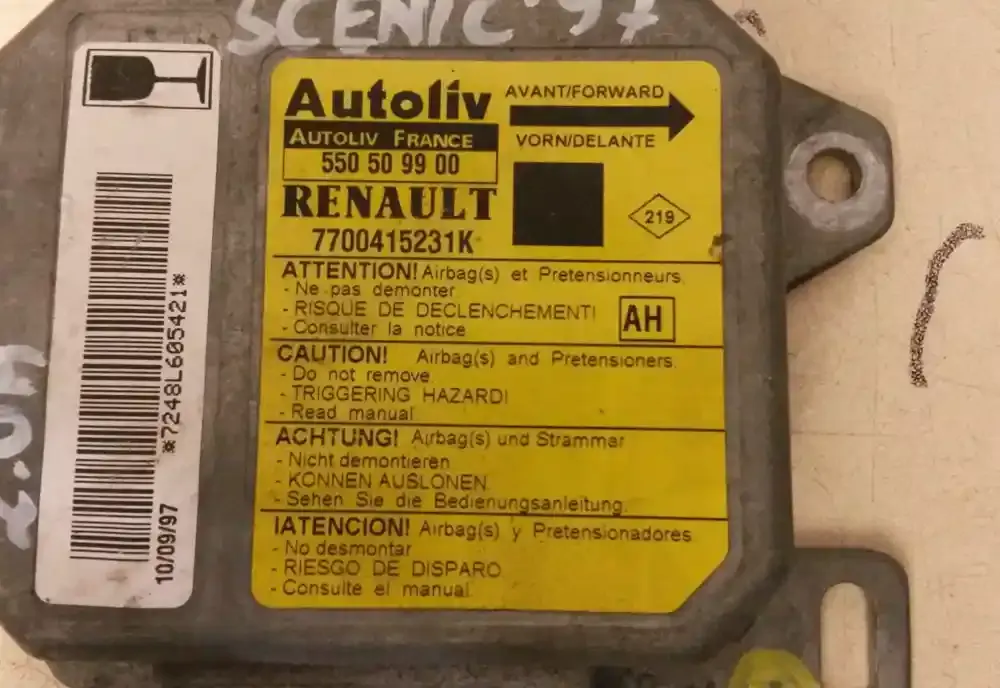 SCENIC '97
Autoliv
AUTOLIV FRANCE
550 50 99 00
RENAULT
7700415231K
AVANT/FORWARD
VORN/DELANTE
219
ATTENTION! Airbag(s) et Pretensionneurs
- Ne pas demonter
- RISQUE DE DECLENCHEMENT!
- Consulter la notice
AH
CAUTION! Airbag(s) and Pretensioners.
- Do not remove
- TRIGGERING HAZARD!
- Read manual
ACHTUNG! Airbag(s) und Strammer
- Nicht demontieren
- KONNEN AUSLONEN
- Sehen Sie die Bedienungsanleitung.
!ATENCION! Airbag(s) y Pretensionadores
- No desmontar
- RIESGO DE DISPARO
- Consulte el manual
*7248L605421*
10/09/97